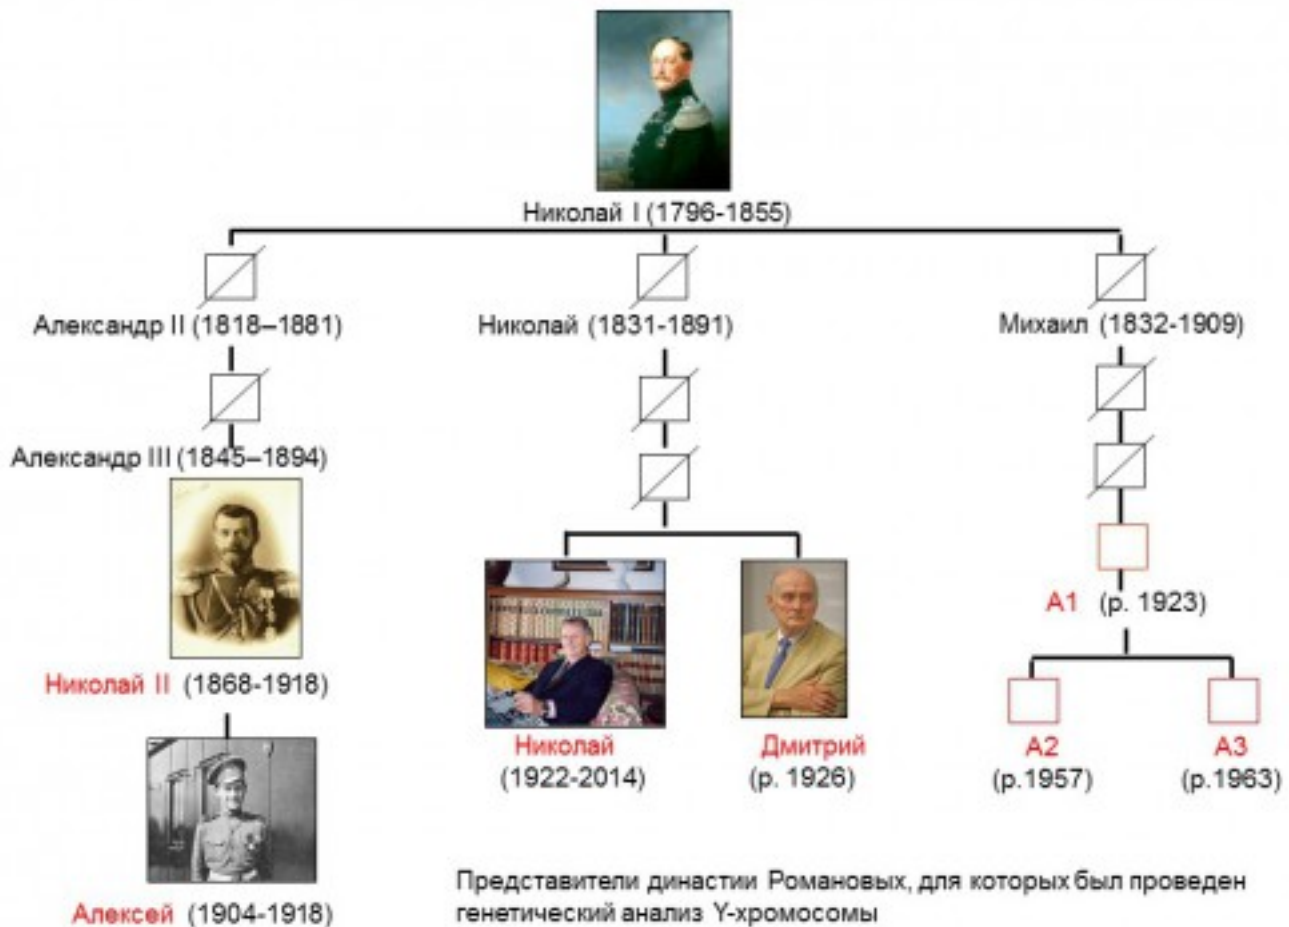 Николай I (1796-1855)
Александр II (1818–1881)
Николай (1831-1891)
Михаил (1832-1909)
Александр III (1845–1894)
А1 (р. 1923)
Николай II (1868-1918)
Николай
(1922-2014)
Дмитрий
(р. 1926)
А2
(р.1957)
А3
(р.1963)
Алексей (1904-1918)
Представители династии Романовых, для которых был проведен
генетический анализ Y-хромосомы